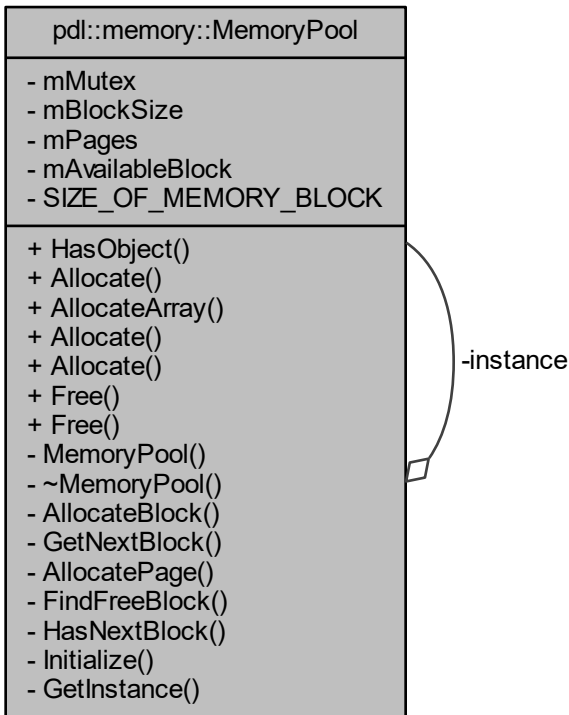 pdl::memory::MemoryPool
- mMutex
- mBlockSize
- mPages
- mAvailableBlock
- SIZE_OF_MEMORY_BLOCK
+ HasObject()
+ Allocate()
+ AllocateArray()
+ Allocate()
+ Allocate()
+ Free()
+ Free()
- MemoryPool()
- ~MemoryPool()
- AllocateBlock()
- GetNextBlock()
- AllocatePage()
- FindFreeBlock()
- HasNextBlock()
- Initialize()
- GetInstance()
-instance